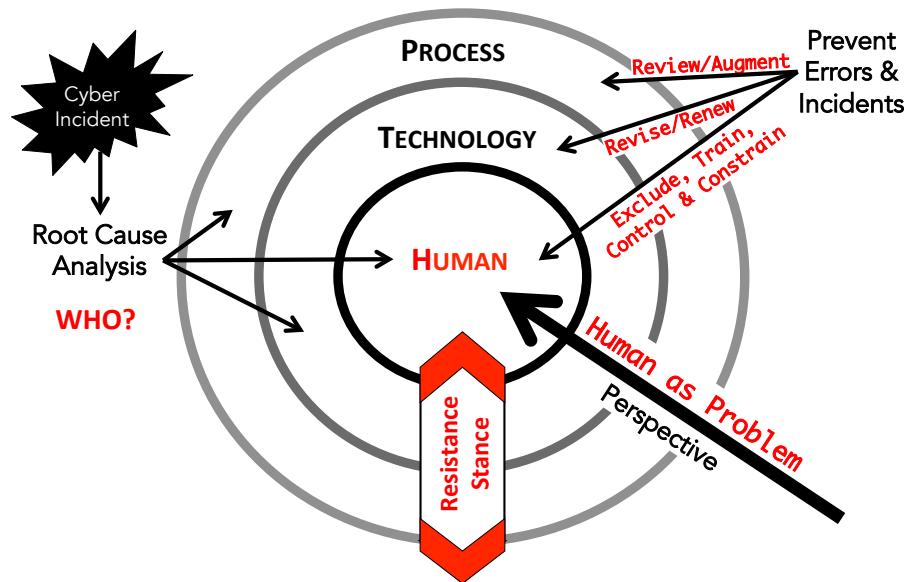 Cyber
Incident
Root Cause
Analysis
WHO?
PROCESS
TECHNOLOGY
HUMAN
Prevent
Errors &
Incidents
Review/Augment
Revise/Renew
Exclude, Train,
Control & Constrain
Human as Problem
Perspective
Resistance
Stance